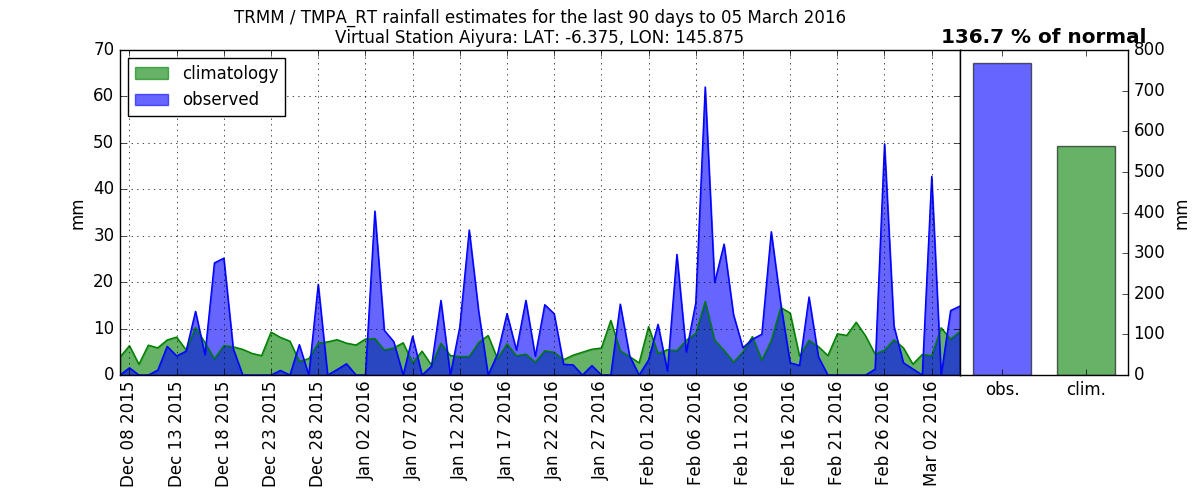 TRMM / TMPA_RT rainfall estimates for the last 90 days to 05 March 2016
Virtual Station Aiyura: LAT: -6.375, LON: 145.875
136.7 % of normal
climatology
observed
70
60
50
40
30
20
10
0
mm
Dec 08 2015
Dec 13 2015
Dec 18 2015
Dec 23 2015
Dec 28 2015
Jan 02 2016
Jan 07 2016
Jan 12 2016
Jan 17 2016
Jan 22 2016
Jan 27 2016
Feb 01 2016
Feb 06 2016
Feb 11 2016
Feb 16 2016
Feb 21 2016
Feb 26 2016
Mar 02 2016
800
700
600
500
400
300
200
100
0
mm
obs.
clim.